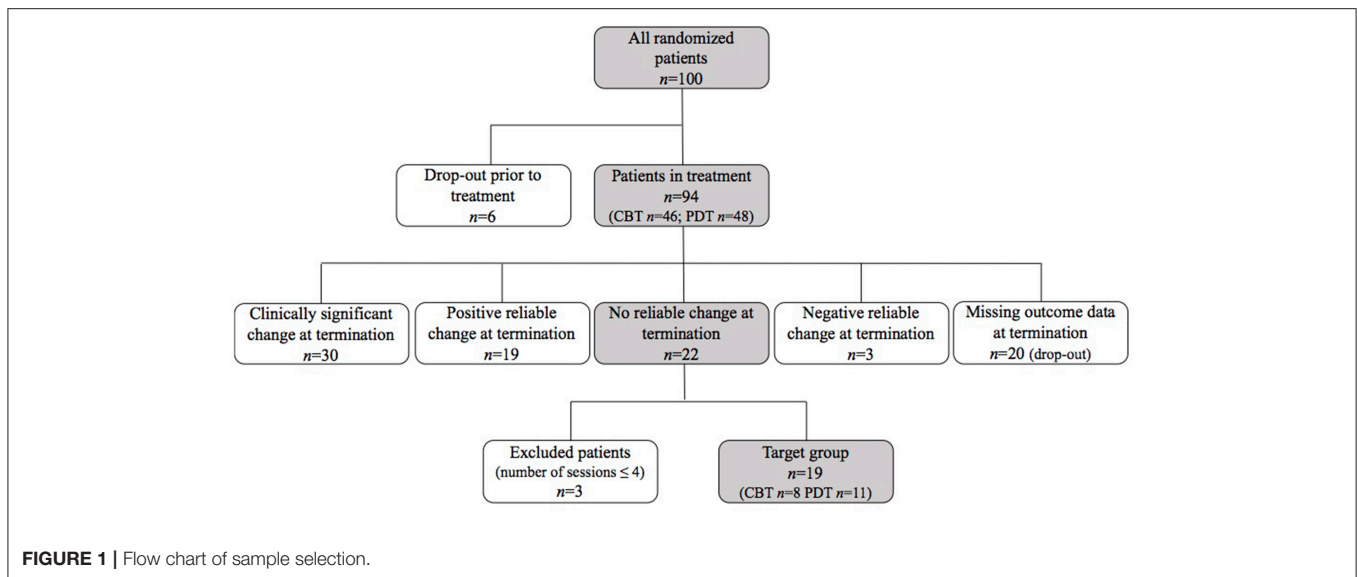 All randomized
patients
n=100
Drop-out prior to
treatment
n=6
Patients in treatment
n=94
(CBT n=46; PDT n=48)
Clinically significant
change at termination
n=30
Positive reliable
change at termination
n=19
No reliable change at
termination
n=22
Negative reliable
change at termination
n=3
Missing outcome data
at termination
n=20 (drop-out)
Excluded patients
(number of sessions ≤ 4)
n=3
Target group
n=19
(CBT n=8 PDT n=11)
FIGURE 1 | Flow chart of sample selection.